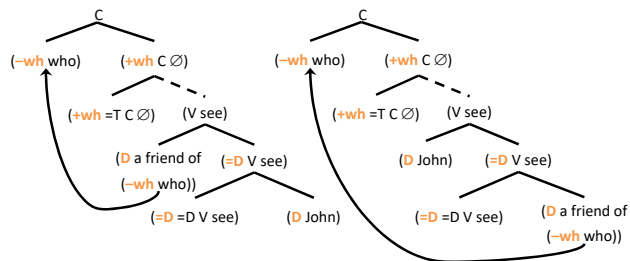 C
(–wh who)
(+wh C ∅)
(+wh =T C ∅)
(V see)
(D a friend of
(–wh who))
(=D V see)
(=D =D V see)
(D John)
C
(–wh who)
(+wh C ∅)
(+wh =T C ∅)
(V see)
(D John)
(=D V see)
(=D =D V see)
(D a friend of
(–wh who))